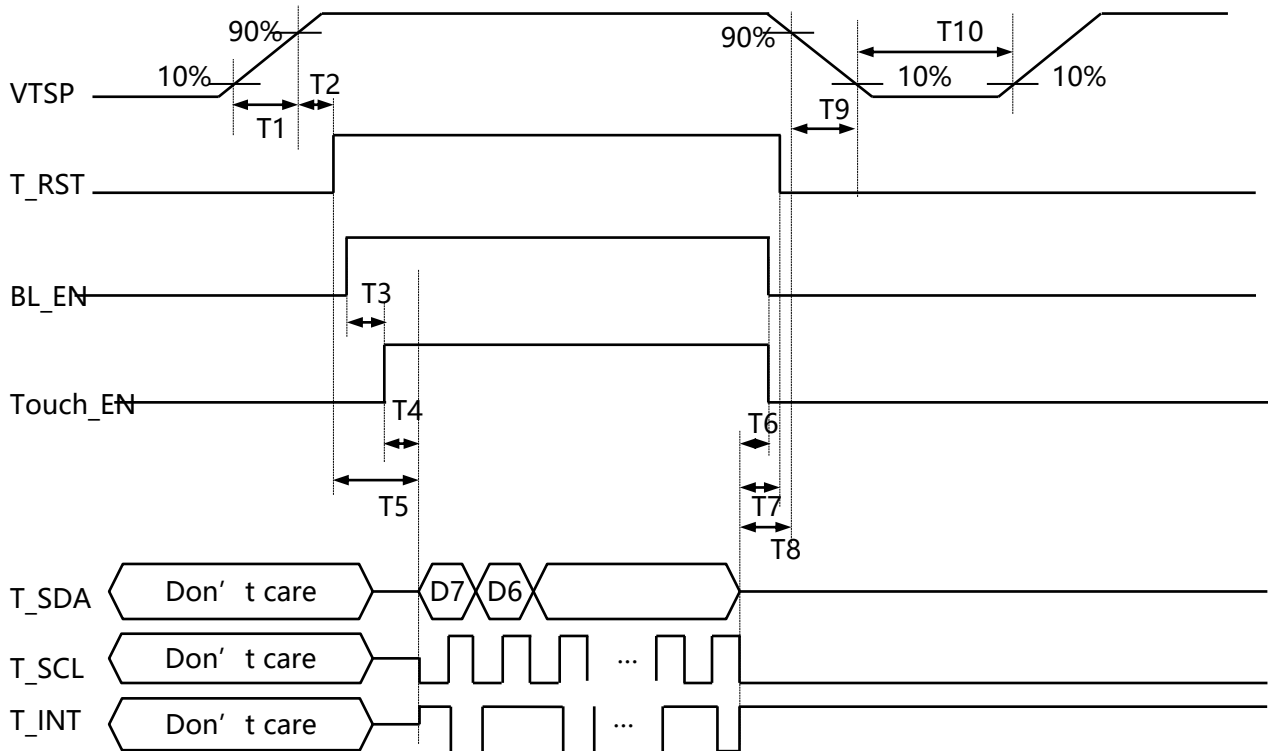 90%
90%
T10
10%
T2
10%
10%
VTSP
T1
T9
T_RST
BL_EN
T3
Touch_EN
T4
T6
T5
T7
T8
T_SDA
Don' t care
D7
D6
T_SCL
Don' t care
...
T_INT
Don' t care
...